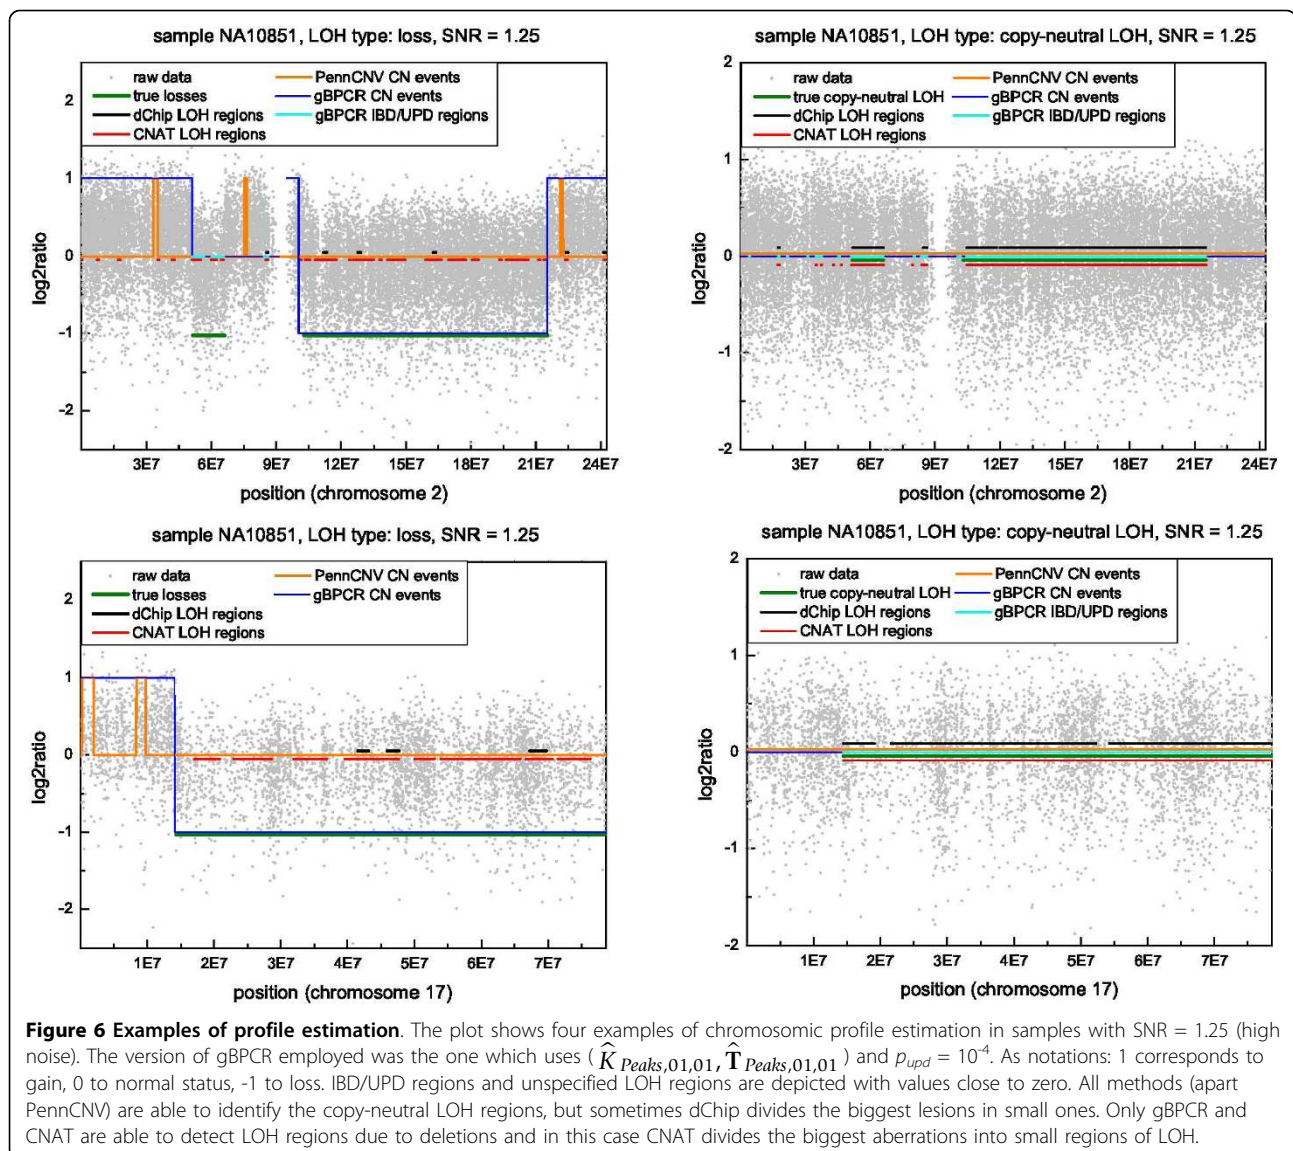 sample NA10851, LOH type: loss, SNR = 1.25
raw data
true losses
dChip LOH regions
CNAT LOH regions
PennCNV CN events
gBPCR CN events
gBPCR IBD/UPD regions
2
1
0
-1
-2
log2ratio
3E7 6E7 9E7 12E7 15E7 18E7 21E7 24E7
position (chromosome 2)
sample NA10851, LOH type: copy-neutral LOH, SNR = 1.25
raw data
true copy-neutral LOH
dChip LOH regions
CNAT LOH regions
PennCNV CN events
gBPCR CN events
gBPCR IBD/UPD regions
2
1
0
-1
-2
log2ratio
3E7 6E7 9E7 12E7 15E7 18E7 21E7 24E7
position (chromosome 2)
sample NA10851, LOH type: loss, SNR = 1.25
raw data
true losses
dChip LOH regions
CNAT LOH regions
PennCNV CN events
gBPCR CN events
2
1
0
-1
-2
log2ratio
1E7 2E7 3E7 4E7 5E7 6E7 7E7
position (chromosome 17)
sample NA10851, LOH type: copy-neutral LOH, SNR = 1.25
raw data
true copy-neutral LOH
dChip LOH regions
CNAT LOH regions
PennCNV CN events
gBPCR CN events
gBPCR IBD/UPD regions
2
1
0
-1
-2
log2ratio
1E7 2E7 3E7 4E7 5E7 6E7 7E7
position (chromosome 17)
Figure 6 Examples of profile estimation. The plot shows four examples of chromosomic profile estimation in samples with SNR = 1.25 (high
noise). The version of gBPCR employed was the one which uses ( K̂ Peaks,01,01, T̂ Peaks,01,01 ) and p_upd = 10⁻⁴. As notations: 1 corresponds to
gain, 0 to normal status, -1 to loss. IBD/UPD regions and unspecified LOH regions are depicted with values close to zero. All methods (apart
PennCNV) are able to identify the copy-neutral LOH regions, but sometimes dChip divides the biggest lesions in small ones. Only gBPCR and
CNAT are able to detect LOH regions due to deletions and in this case CNAT divides the biggest aberrations into small regions of LOH.